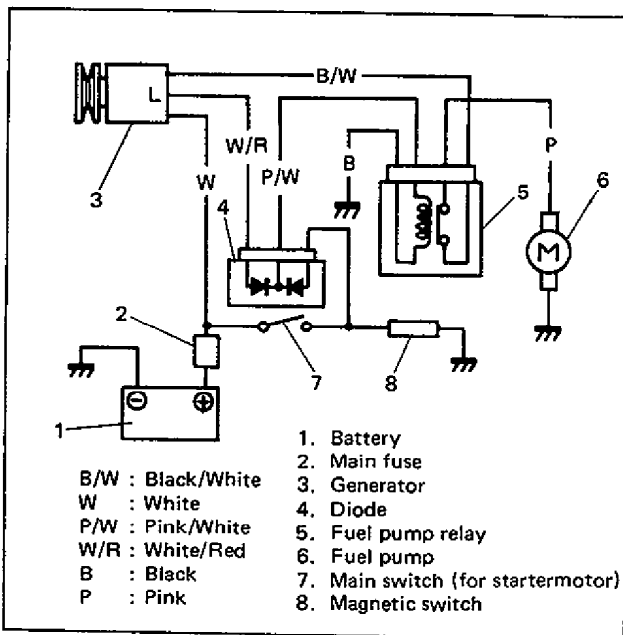 B/W
L
W/R
P/W
B
P
W
3
4
5
6
M
2
7
8
⊖ ⊕
1
B/W : Black/White
W : White
P/W : Pink/White
W/R : White/Red
B : Black
P : Pink
1. Battery
2. Main fuse
3. Generator
4. Diode
5. Fuel pump relay
6. Fuel pump
7. Main switch (for startermotor)
8. Magnetic switch